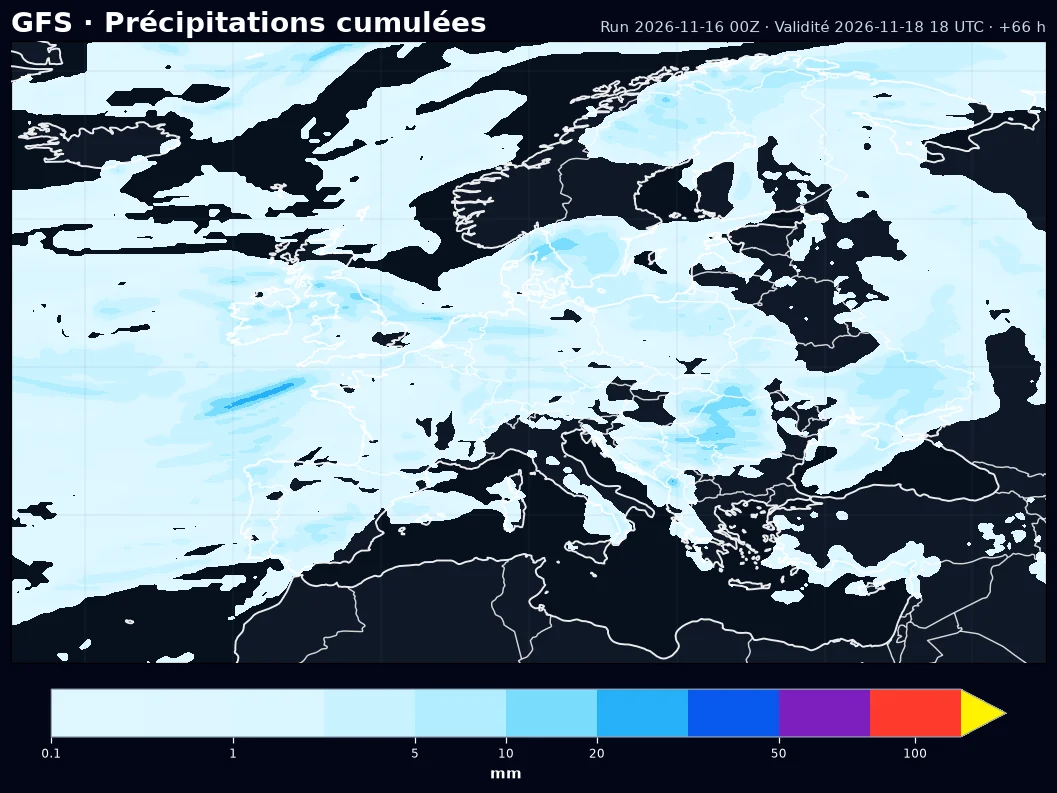 GFS · Précipitations cumulées
Run 2026-11-16 00Z · Validité 2026-11-18 18 UTC · +66 h
0.1 1 5 10 20 50 100
mm